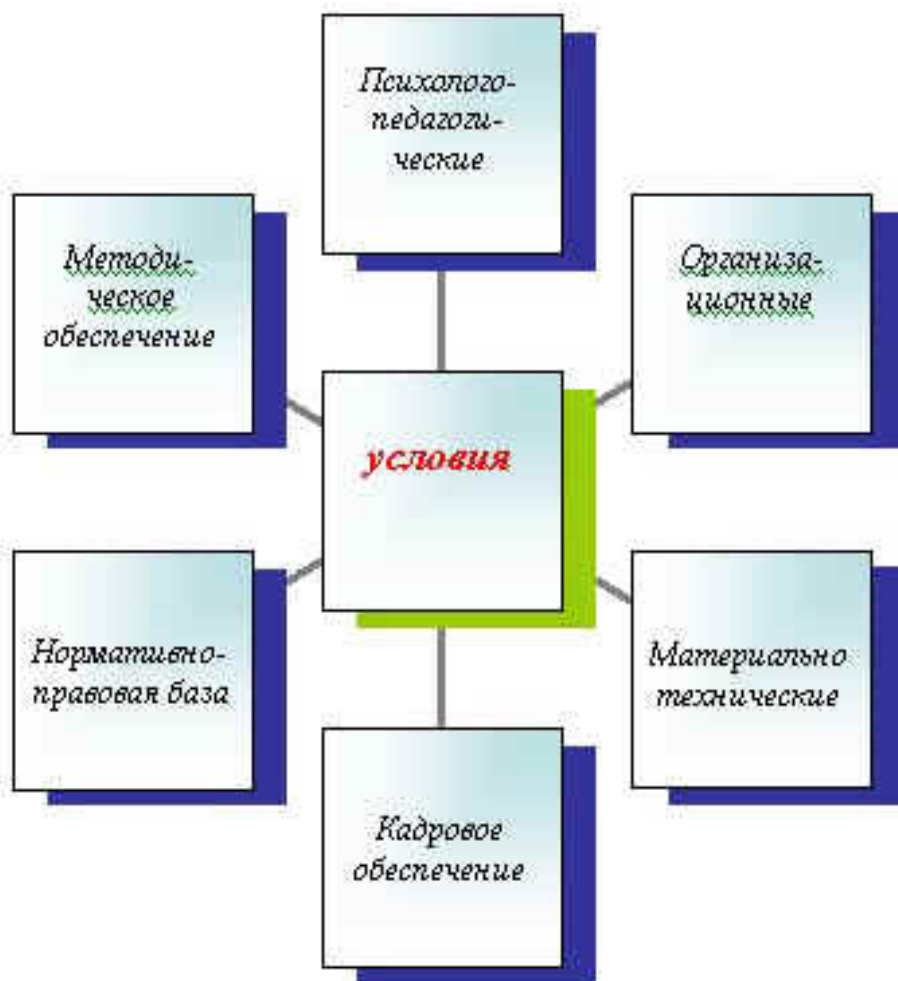 Психолого-
педагоги-
ческие
Методи-
ческое
обеспечение
Организа-
ционные
условия
Нормативно-
правовая база
Материально
технические
Кадровое
обеспечение